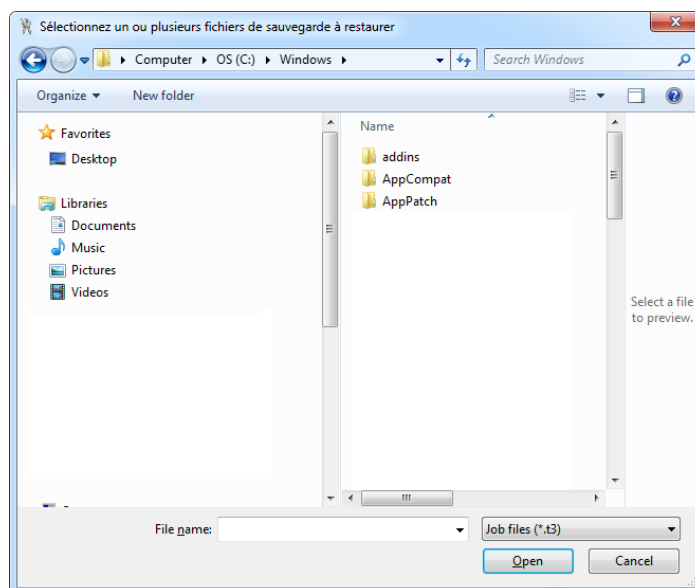 Sélectionnez un ou plusieurs fichiers de sauvegarde à restaurer
Computer OS (C:) Windows
Search Windows
Organize New folder
Favorites
Desktop
Libraries
Documents
Music
Pictures
Videos
Name
addins
AppCompat
AppPatch
Select a file
to preview.
File name:
Job files (*.t3)
Open Cancel